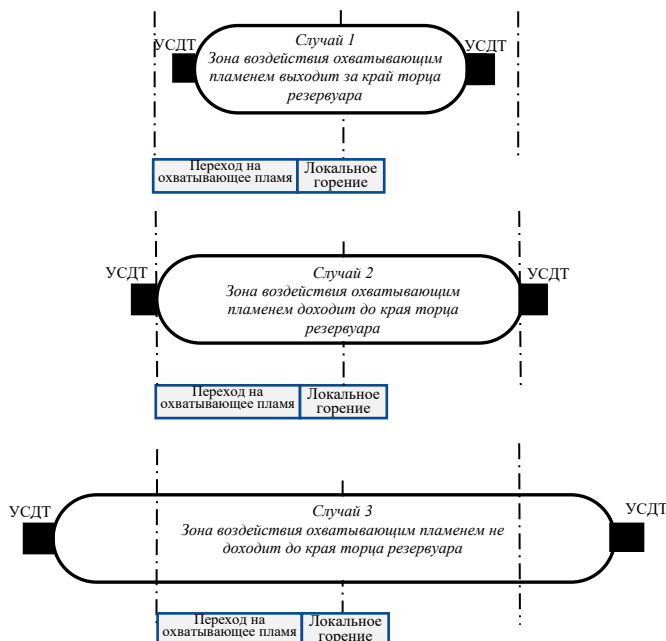 Случай 1
УСДТ
УСДТ
Зона воздействия охватывающим
пламенем выходит за край торца
резервуара
Переход на
охватывающее пламя
Локальное
горение
УСДТ
УСДТ
Случай 2
Зона воздействия охватывающим
пламенем доходит до края торца
резервуара
Переход на
охватывающее пламя
Локальное
горение
УСДТ
УСДТ
Случай 3
Зона воздействия охватывающим пламенем не
доходит до края торца резервуара
Переход на
охватывающее пламя
Локальное
горение